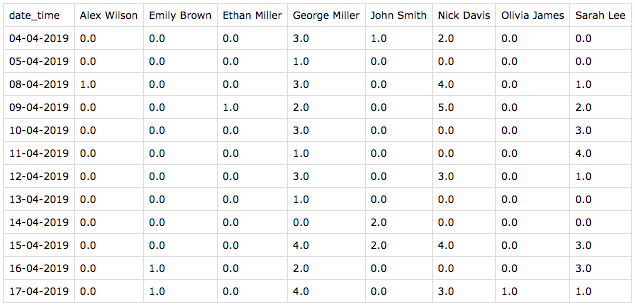 date_time Alex Wilson Emily Brown Ethan Miller George Miller John Smith Nick Davis Olivia James Sarah Lee
04-04-2019 0.0 0.0 0.0 3.0 1.0 2.0 0.0 0.0
05-04-2019 0.0 0.0 0.0 1.0 0.0 0.0 0.0 0.0
08-04-2019 1.0 0.0 0.0 3.0 0.0 4.0 0.0 1.0
09-04-2019 0.0 0.0 1.0 2.0 0.0 5.0 0.0 2.0
10-04-2019 0.0 0.0 0.0 3.0 0.0 0.0 0.0 3.0
11-04-2019 0.0 0.0 0.0 1.0 0.0 0.0 0.0 4.0
12-04-2019 0.0 0.0 0.0 3.0 0.0 3.0 0.0 1.0
13-04-2019 0.0 0.0 0.0 1.0 0.0 0.0 0.0 0.0
14-04-2019 0.0 0.0 0.0 0.0 2.0 0.0 0.0 0.0
15-04-2019 0.0 0.0 0.0 4.0 2.0 4.0 0.0 3.0
16-04-2019 0.0 1.0 0.0 2.0 0.0 0.0 0.0 3.0
17-04-2019 0.0 1.0 0.0 4.0 0.0 3.0 1.0 1.0